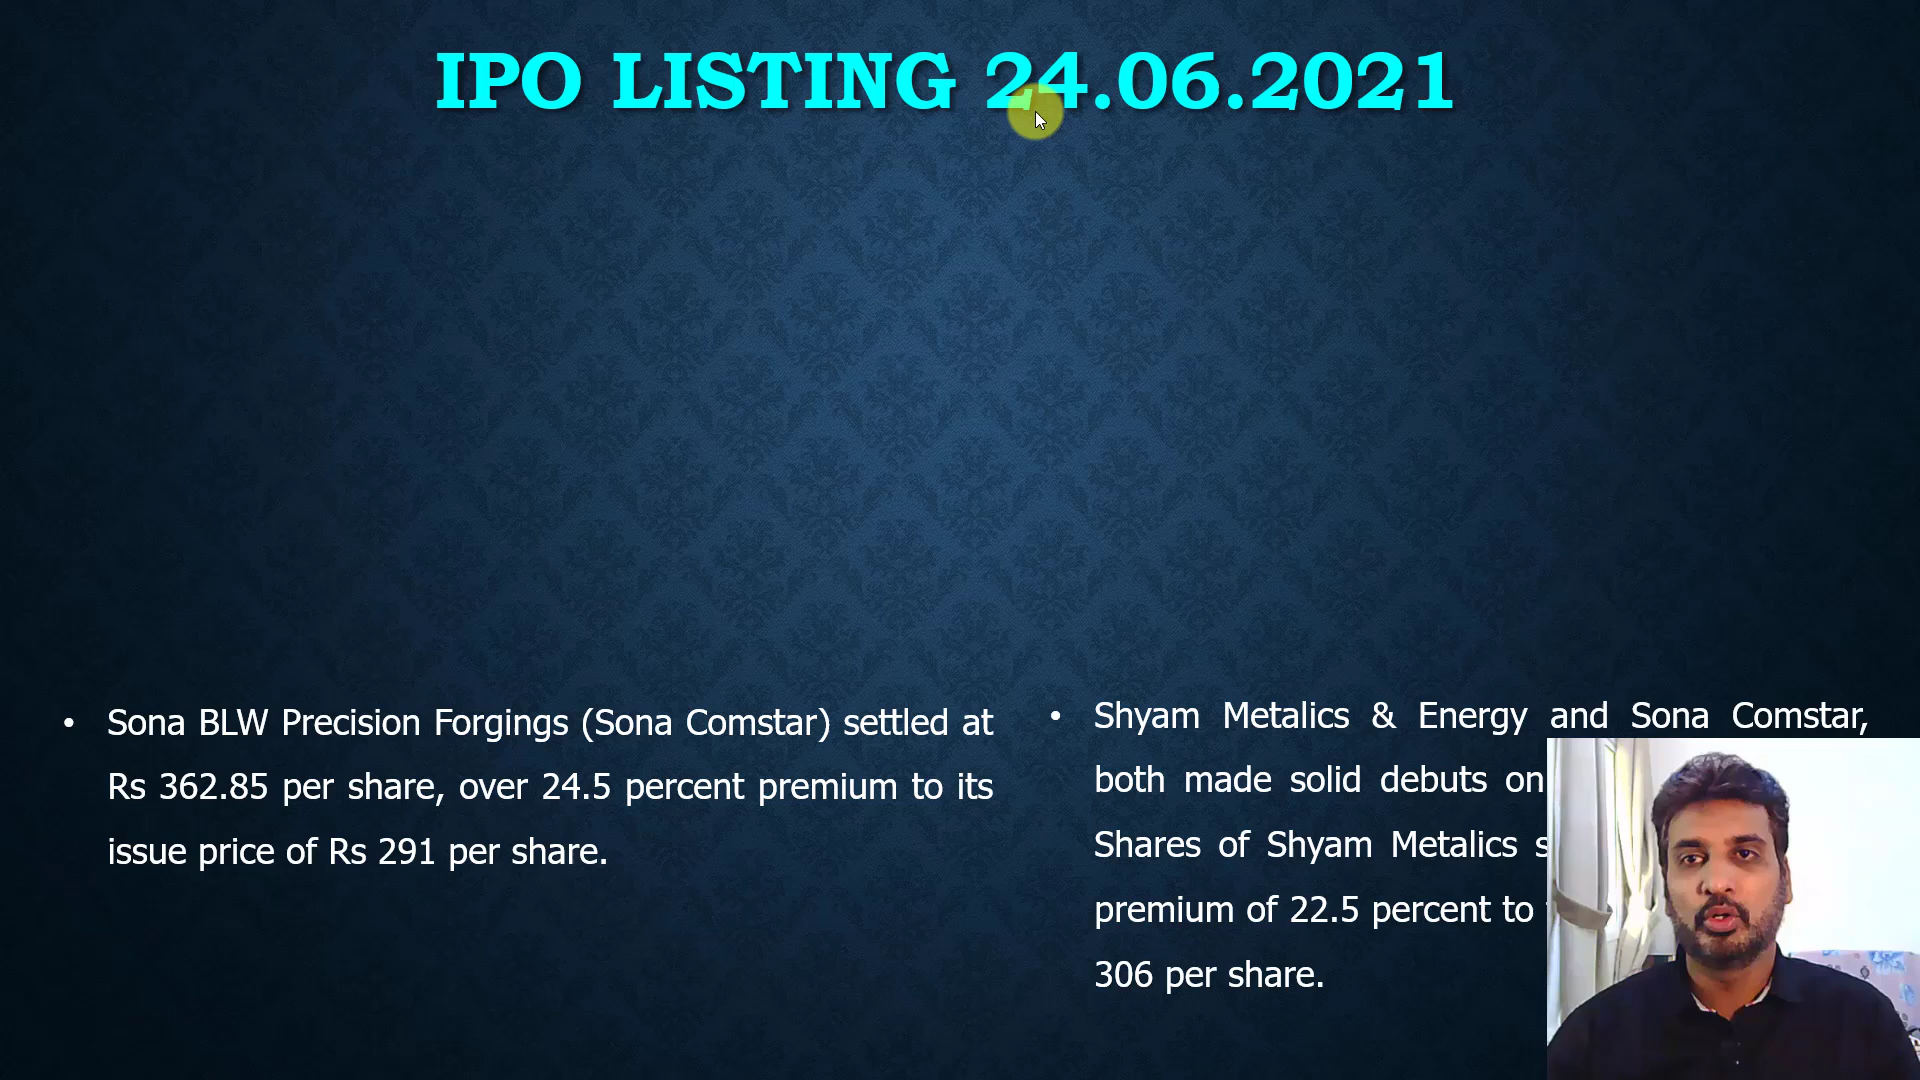 IPO LISTING 24.06.2021
• Sona BLW Precision Forgings (Sona Comstar) settled at
Rs 362.85 per share, over 24.5 percent premium to its
issue price of Rs 291 per share.
• Shyam Metalics & Energy and Sona Comstar,
both made solid debuts on
Shares of Shyam Metalics
premium of 22.5 percent to
306 per share.